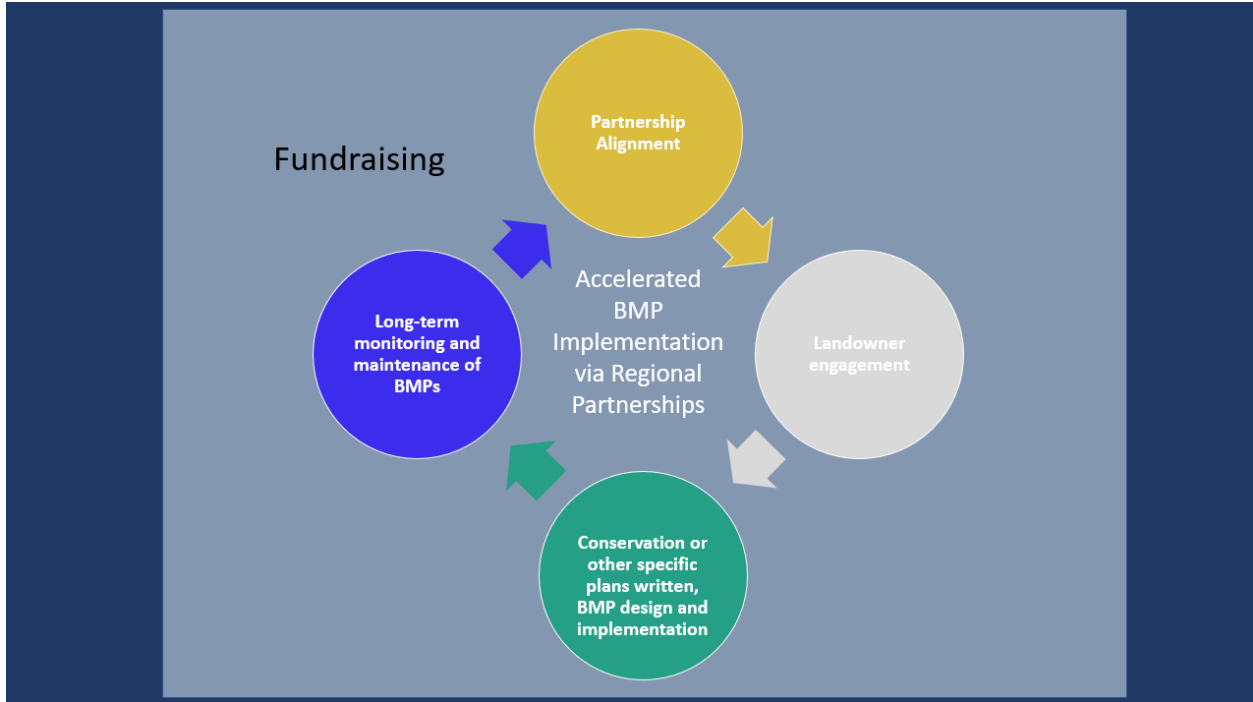 Partnership
Alignment
Fundraising
Accelerated
BMP
Implementation
via Regional
Partnerships
Long-term
monitoring and
maintenance of
BMPs
Landowner
engagement
Conservation or
other specific
plans written,
BMP design and
implementation